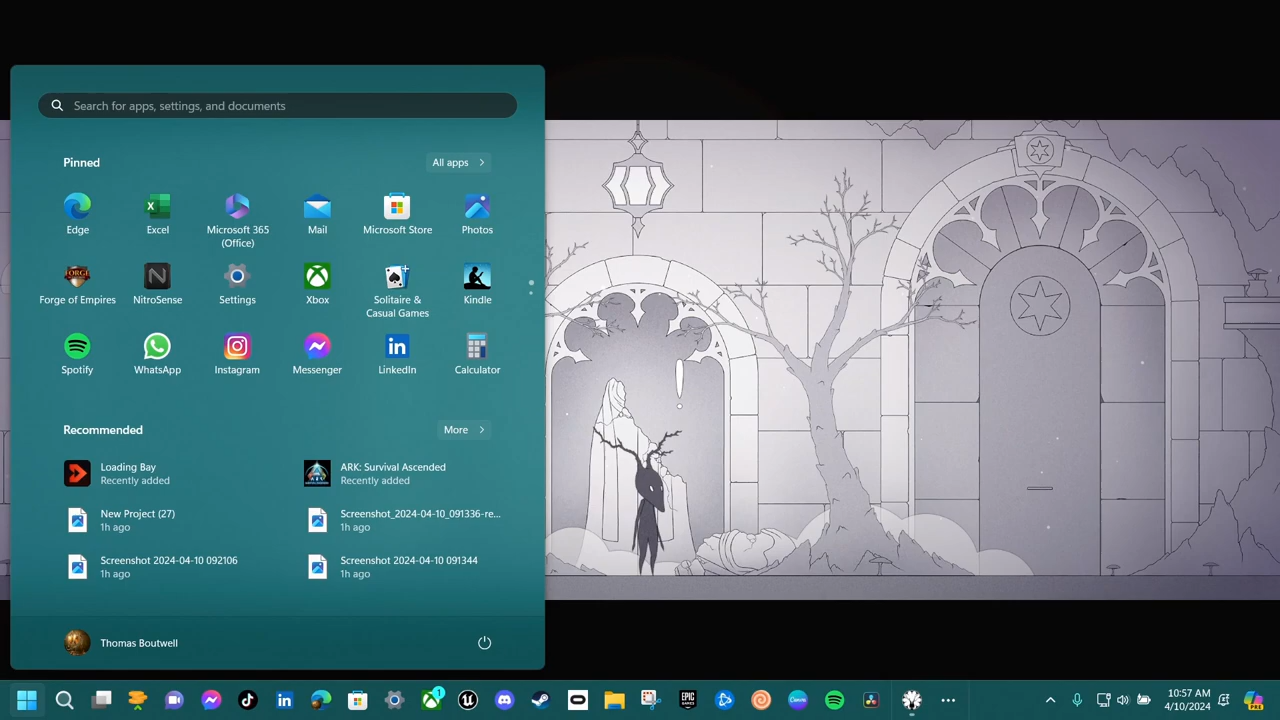 Search for apps, settings, and documents
Pinned
All apps
Edge
Excel
Microsoft 365
(Office)
Mail
Microsoft Store
Photos
Forge of Empires
NitroSense
Settings
Xbox
Solitaire &
Casual Games
Kindle
Spotify
WhatsApp
Instagram
Messenger
LinkedIn
Calculator
Recommended
More
Loading Bay
Recently added
ARK: Survival Ascended
Recently added
New Project (27)
1h ago
Screenshot_2024-04-10_091336-re...
1h ago
Screenshot 2024-04-10 092106
1h ago
Screenshot 2024-04-10 091344
1h ago
Thomas Boutwell
10:57 AM
4/10/2024